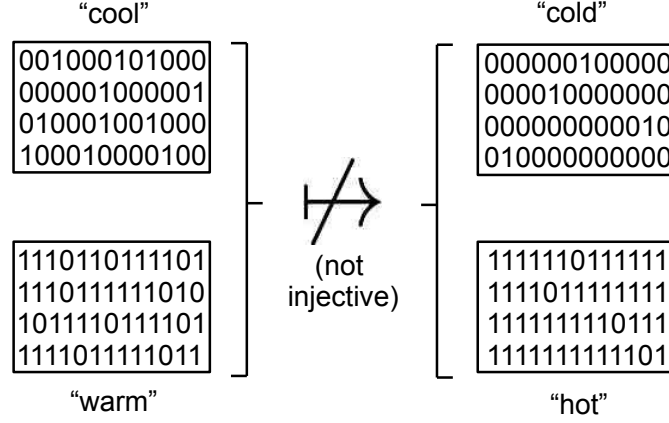 “cool”
001000101000
000001000001
010001001000
100010000100
“cold”
000000100000
000010000000
000000000010
010000000000
(not
injective)
1110110111101
1110111111010
1011110111101
1111011111011
“warm”
1111110111111
1111011111111
1111111110111
1111111111101
“hot”